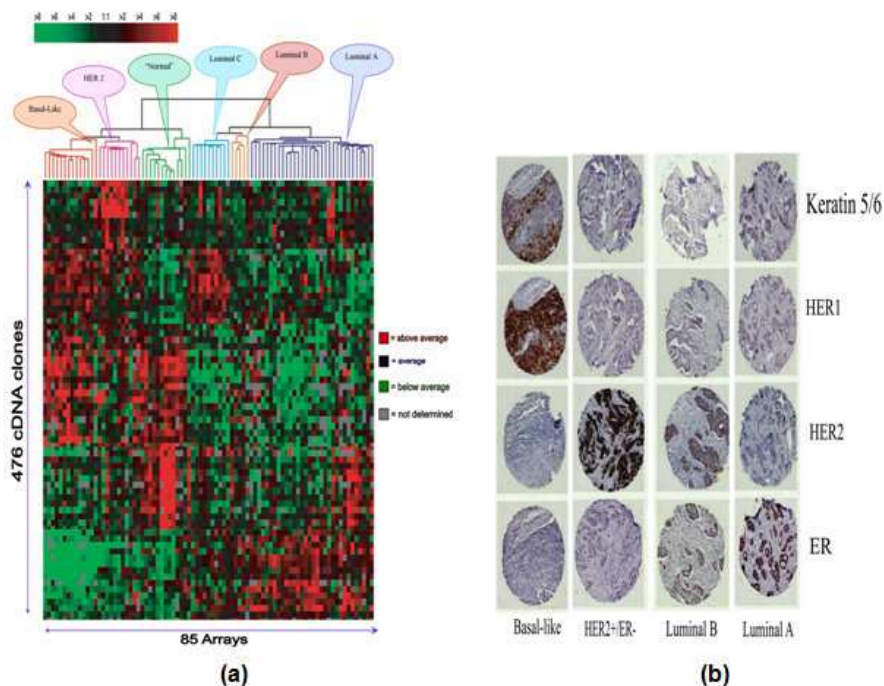 Basal-Like
HER 2
"Normal"
Luminal C
Luminal B
Luminal A
476 cDNA clones
= above average
= average
= below average
= not determined
85 Arrays
(a)
Keratin 5/6
HER1
HER2
ER
Basal-like
HER2+/ER-
Luminal B
Luminal A
(b)